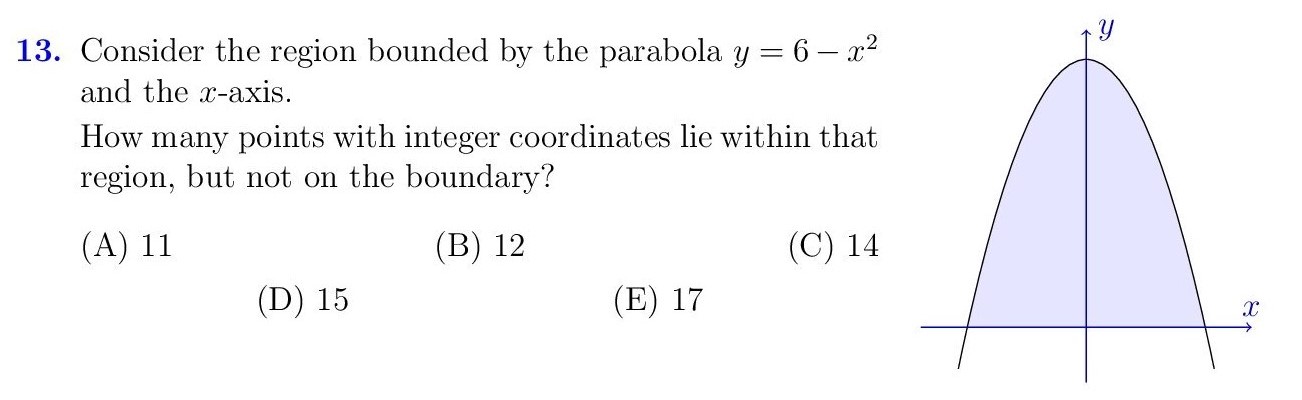 13. Consider the region bounded by the parabola y = 6 − x²
and the x-axis.
How many points with integer coordinates lie within that
region, but not on the boundary?
(A) 11 (B) 12 (C) 14
(D) 15 (E) 17
y
x